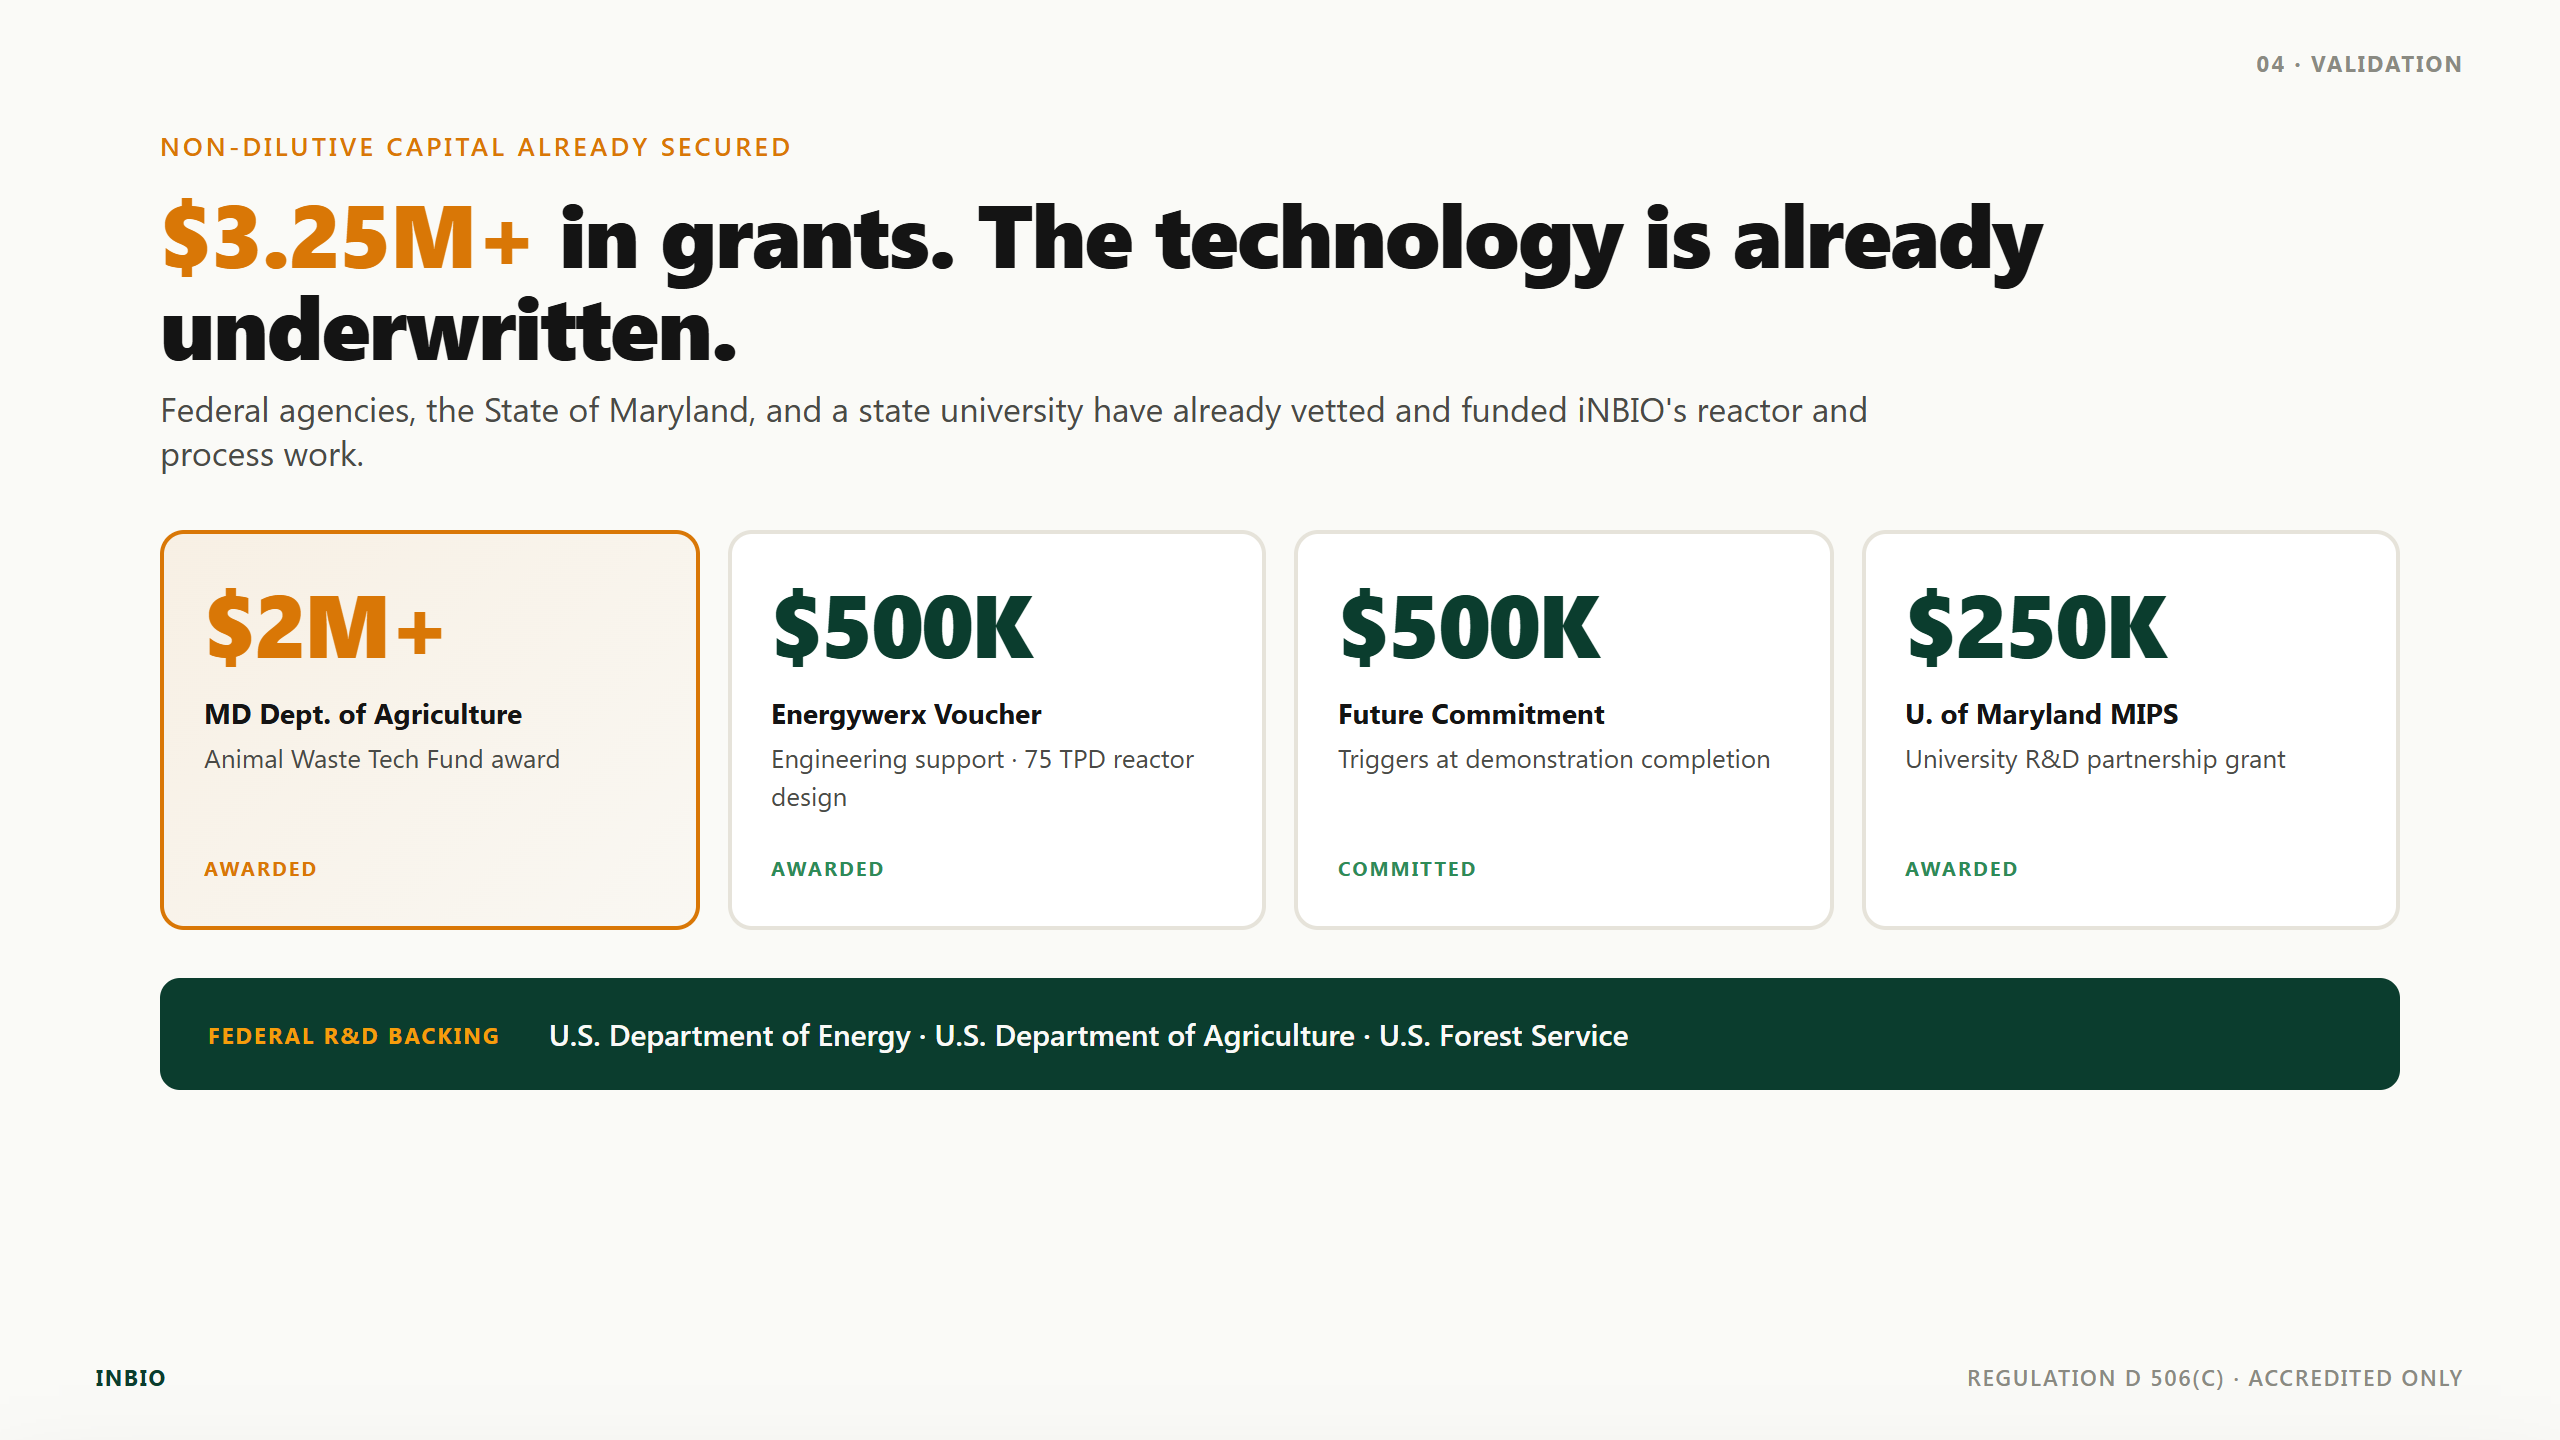 04 · VALIDATION
NON-DILUTIVE CAPITAL ALREADY SECURED
$3.25M+ in grants. The technology is already
underwritten.
Federal agencies, the State of Maryland, and a state university have already vetted and funded iNBIO's reactor and
process work.
$2M+
MD Dept. of Agriculture
Animal Waste Tech Fund award
AWARDED
$500K
Energywerx Voucher
Engineering support · 75 TPD reactor
design
AWARDED
$500K
Future Commitment
Triggers at demonstration completion
COMMITTED
$250K
U. of Maryland MIPS
University R&D partnership grant
AWARDED
FEDERAL R&D BACKING
U.S. Department of Energy · U.S. Department of Agriculture · U.S. Forest Service
INBIO
REGULATION D 506(C) · ACCREDITED ONLY